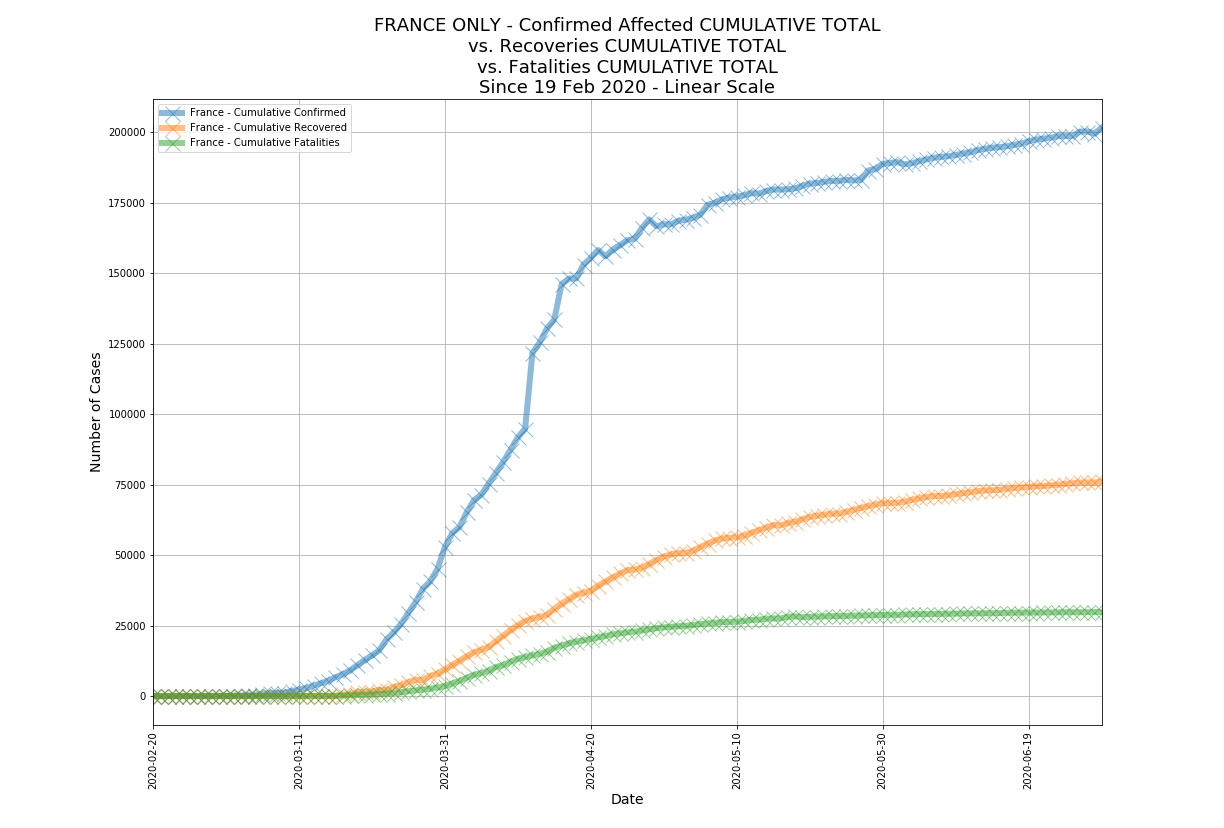 FRANCE ONLY - Confirmed Affected CUMULATIVE TOTAL
vs. Recoveries CUMULATIVE TOTAL
vs. Fatalities CUMULATIVE TOTAL
Since 19 Feb 2020 - Linear Scale
France - Cumulative Confirmed
France - Cumulative Recovered
France - Cumulative Fatalities
Number of Cases
200000
175000
150000
125000
100000
75000
50000
25000
0
2020-02-20
2020-03-11
2020-03-31
2020-04-20
2020-05-10
2020-05-30
2020-06-19
Date